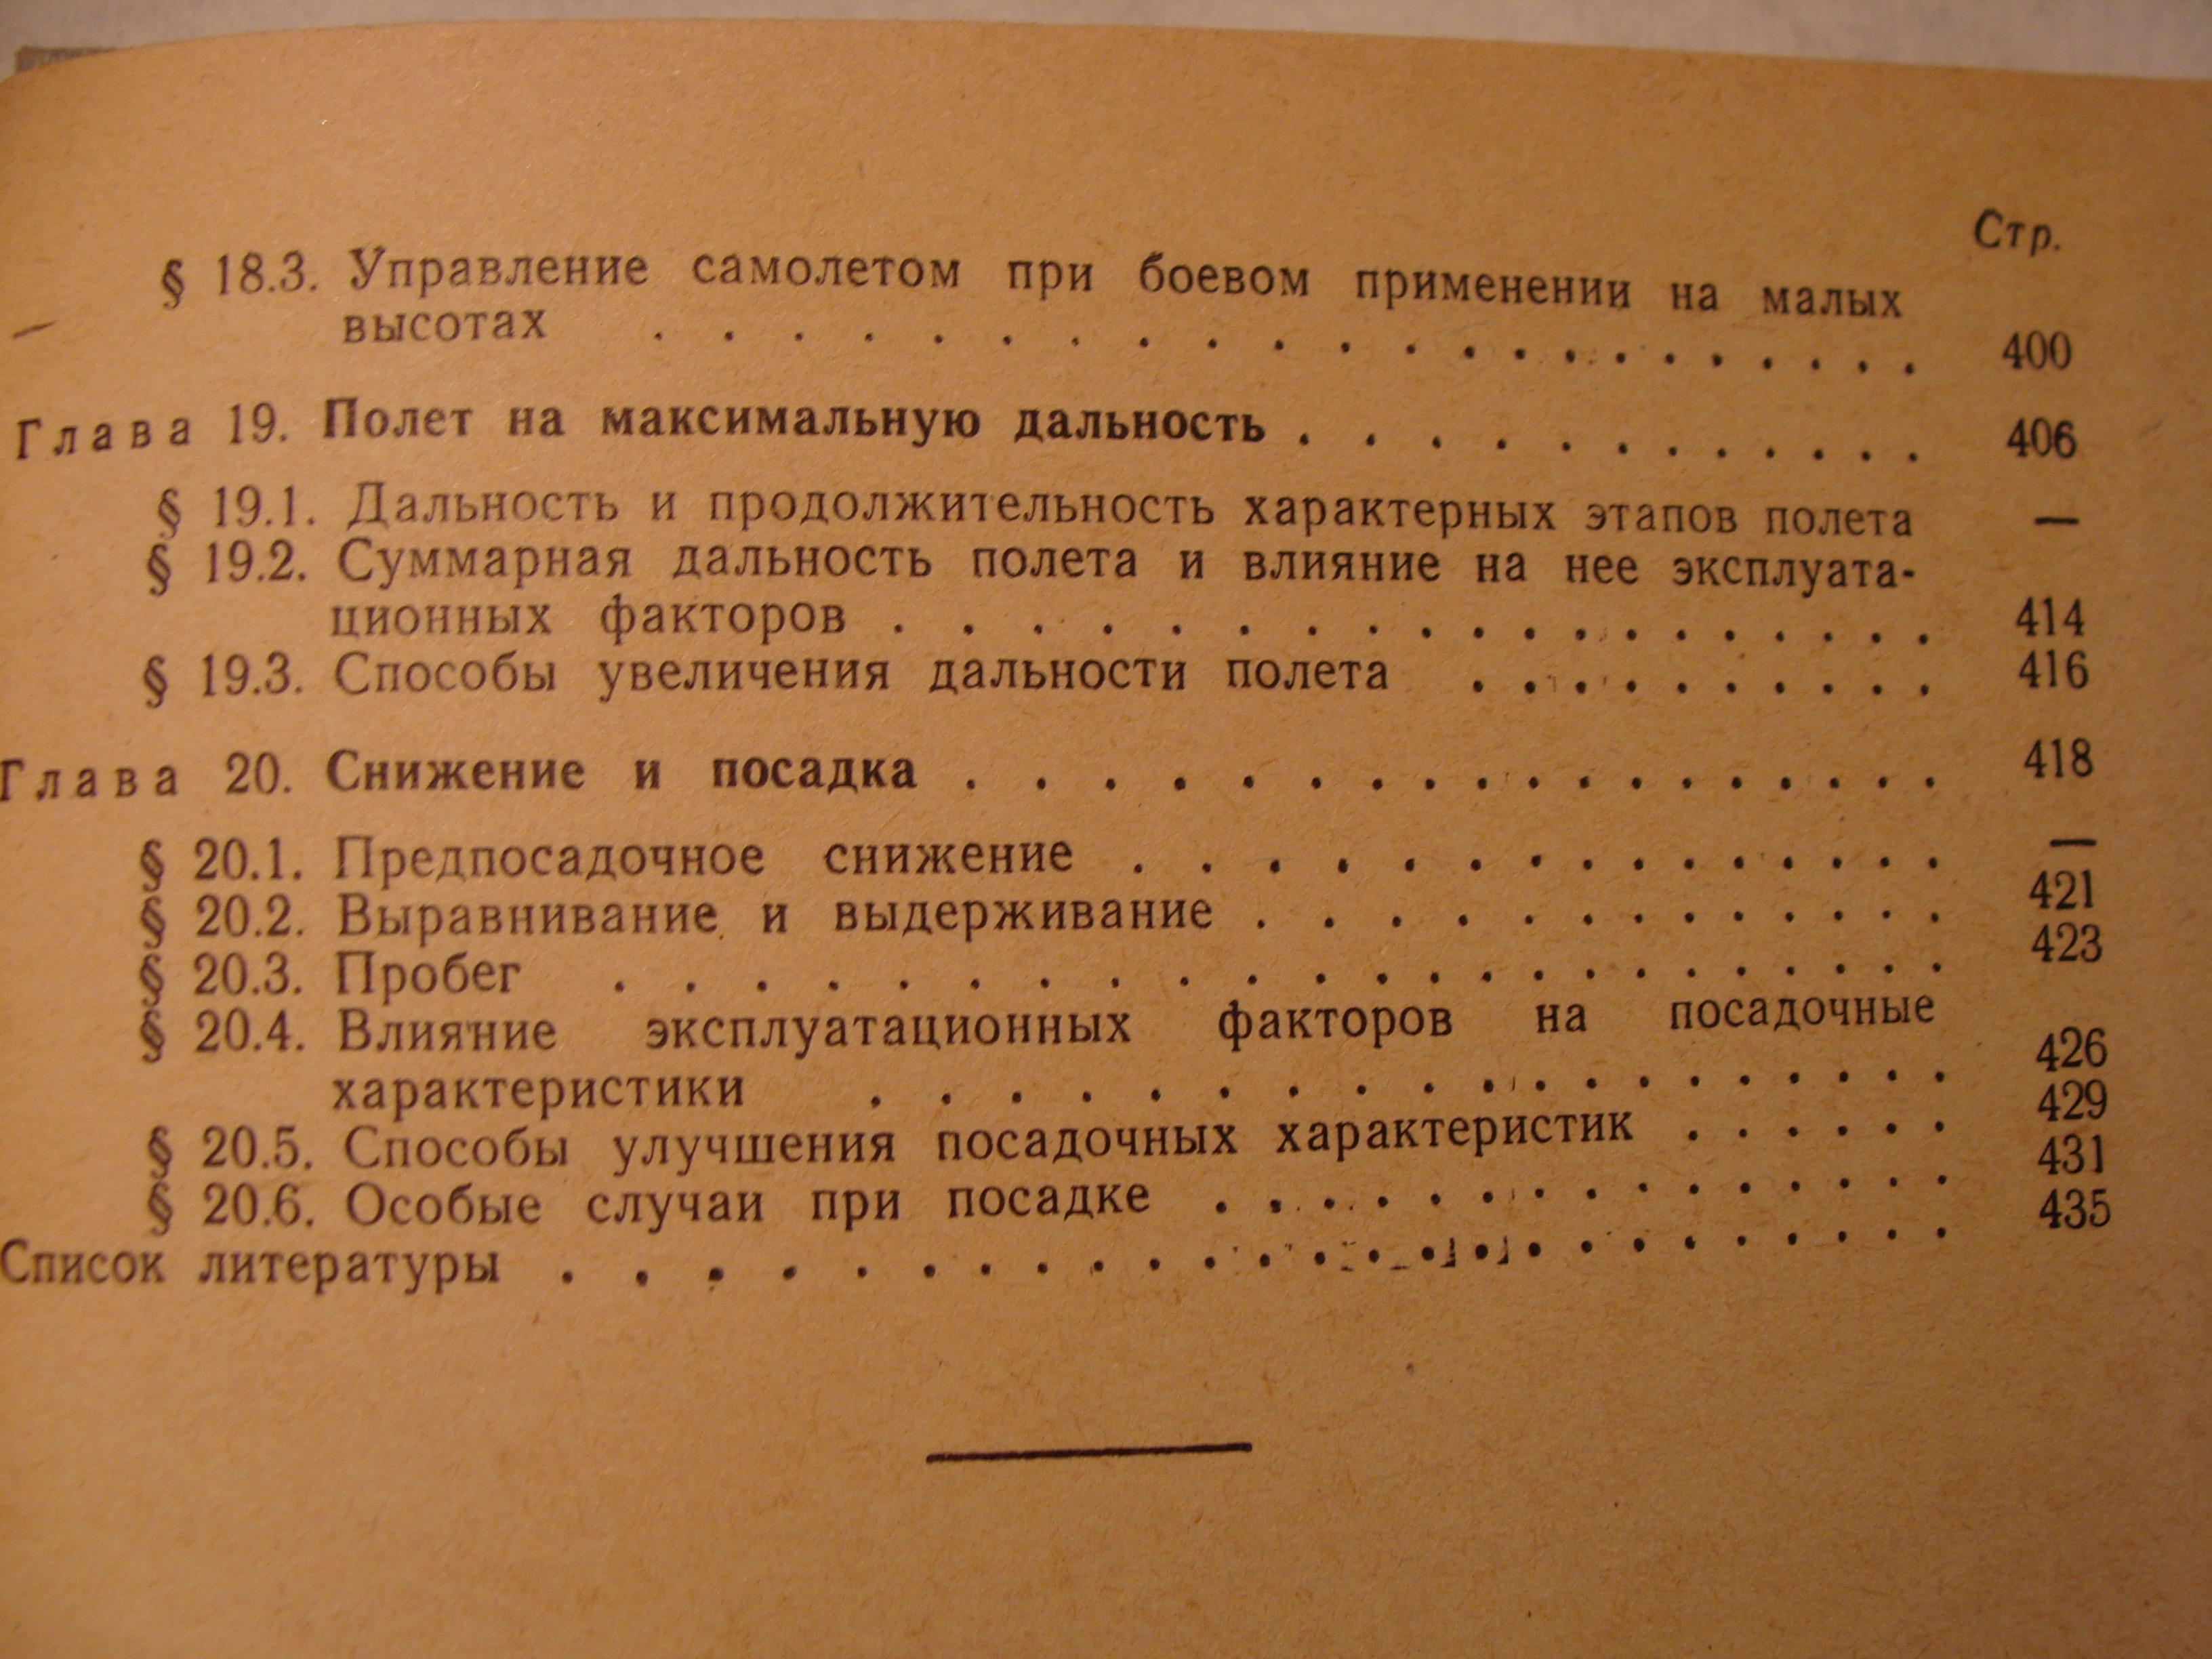 Стр.
§ 18.3. Управление самолетом при боевом применении на малых
высотах . . . . . . . . . . . . . . . . . . . . 400
Глава 19. Полет на максимальную дальность . . . . . . . . . . . 406
§ 19.1. Дальность и продолжительность характерных этапов полета —
§ 19.2. Суммарная дальность полета и влияние на нее эксплуата-
ционных факторов . . . . . . . . . . . . . . . . . 414
§ 19.3. Способы увеличения дальности полета . . . . . . . . . . 416
Глава 20. Снижение и посадка . . . . . . . . . . . . . . . . 418
§ 20.1. Предпосадочное снижение . . . . . . . . . . . . . —
§ 20.2. Выравнивание и выдерживание . . . . . . . . . . . . 421
§ 20.3. Пробег . . . . . . . . . . . . . . . . . . . . . 423
§ 20.4. Влияние эксплуатационных факторов на посадочные
характеристики . . . . . . . . . . . . . . . . . . 426
§ 20.5. Способы улучшения посадочных характеристик . . . . . . 429
§ 20.6. Особые случаи при посадке . . . . . . . . . . . . . . 431
Список литературы . . . . . . . . . . . . . . . . . . . . . . 435